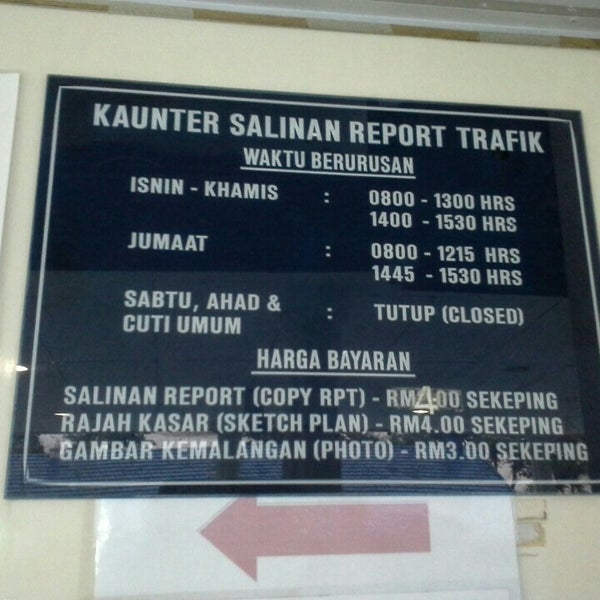 KAUNTER SALINAN REPORT TRAFIK
WAKTU BERURUSAN
ISNIN - KHAMIS : 0800 - 1300 HRS
1400 - 1530 HRS
JUMAAT : 0800 - 1215 HRS
1445 - 1530 HRS
SABTU, AHAD &
CUTI UMUM : TUTUP (CLOSED)
HARGA BAYARAN
SALINAN REPORT (COPY RPT) - RM4.00 SEKEPING
RAJAH KASAR (SKETCH PLAN) - RM4.00 SEKEPING
GAMBAR KEMALANGAN (PHOTO) - RM3.00 SEKEPING